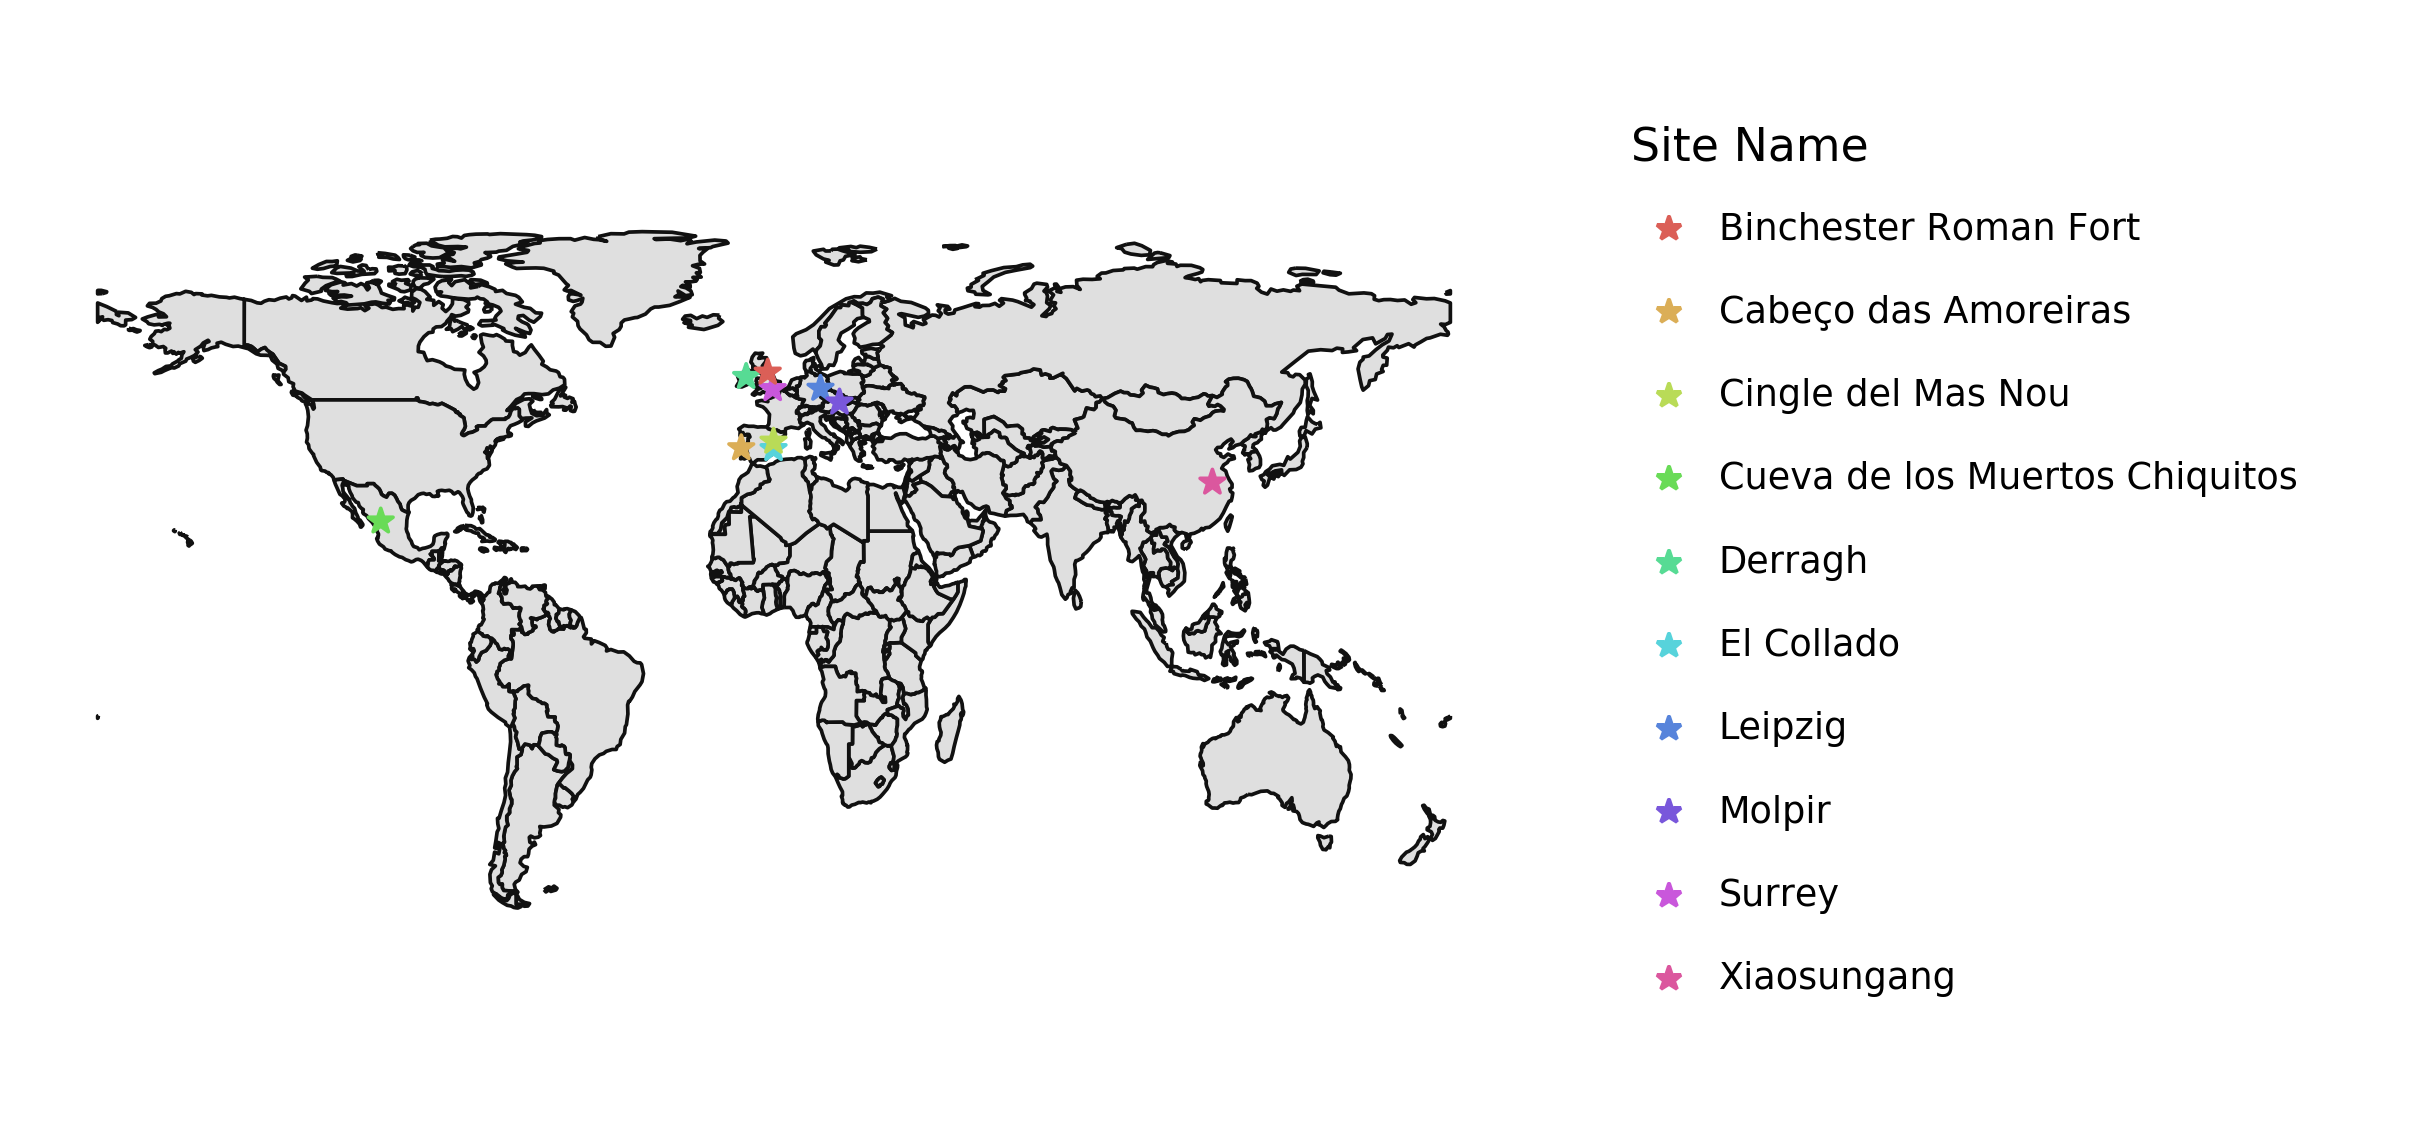 Site Name
Binchester Roman Fort
Cabeço das Amoreiras
Cingle del Mas Nou
Cueva de los Muertos Chiquitos
Derragh
El Collado
Leipzig
Molpir
Surrey
Xiaosungang